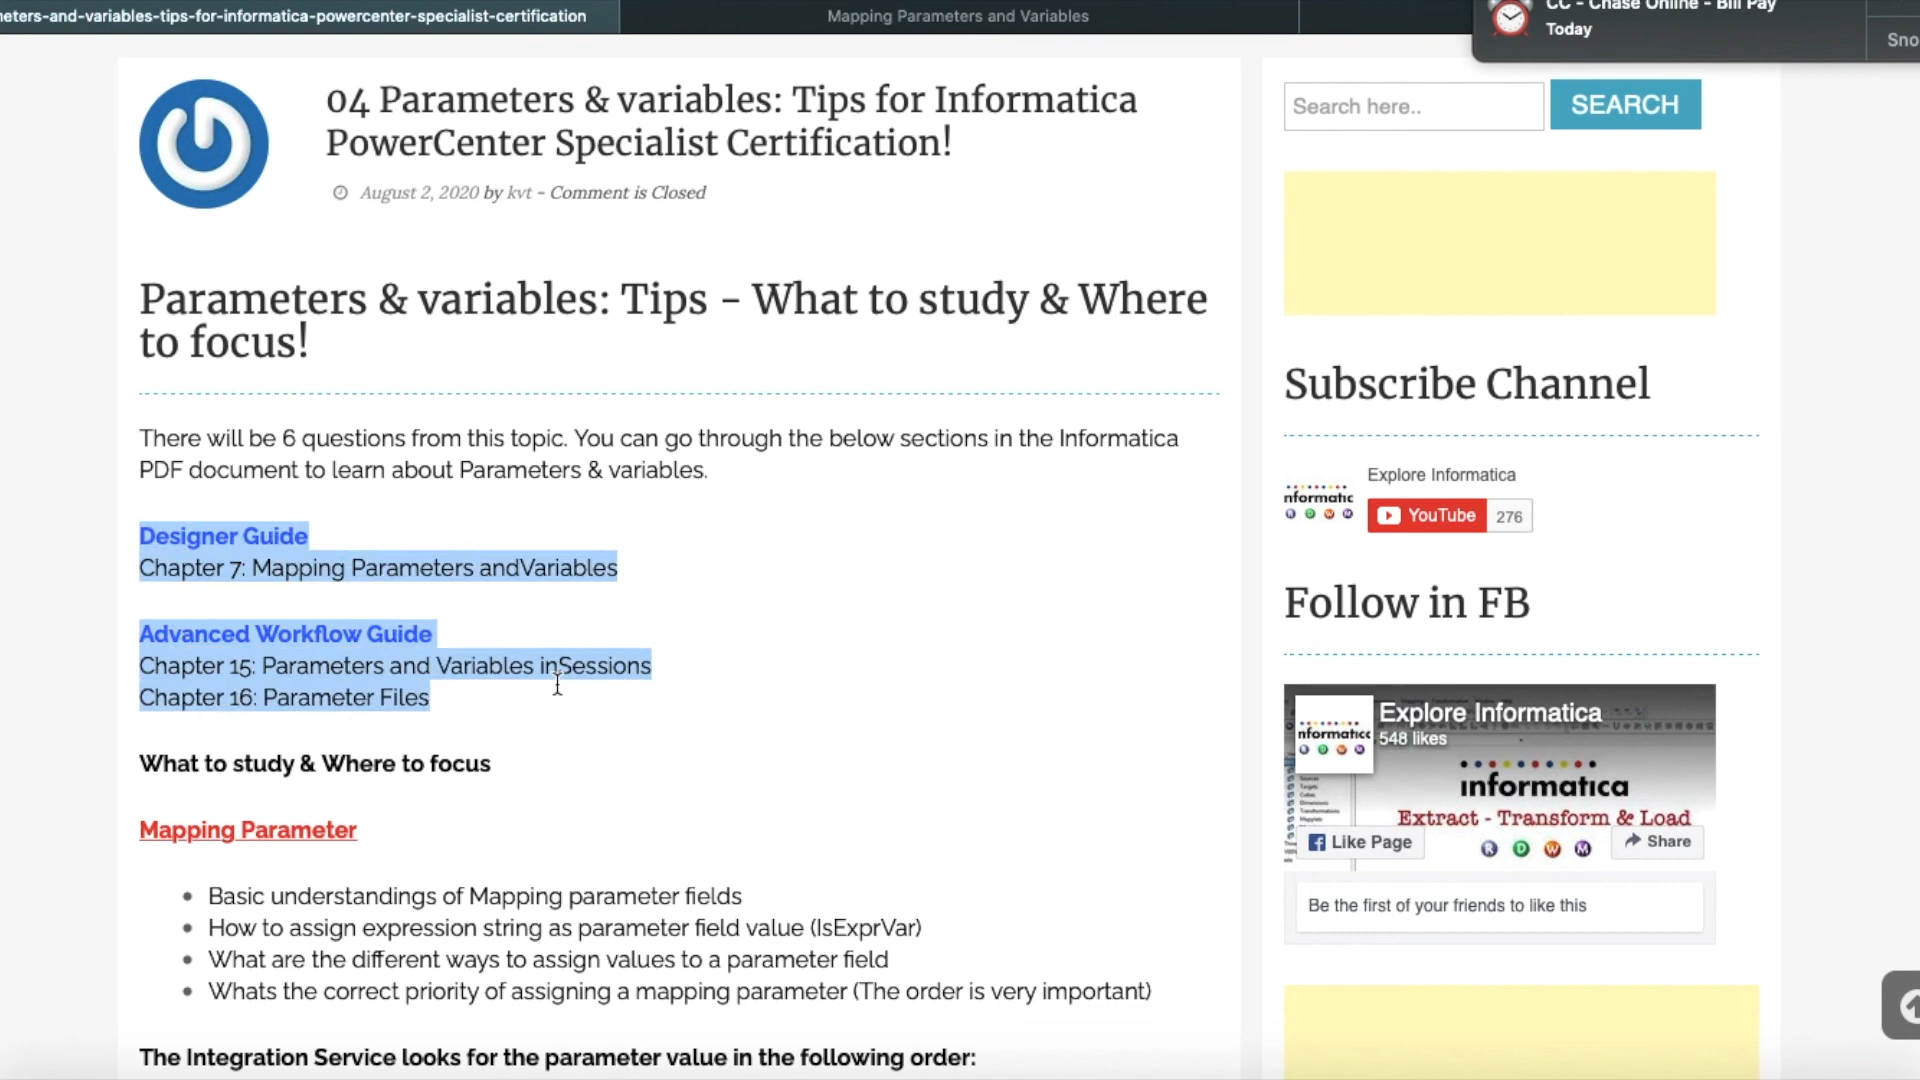 eters-and-variables-tips-for-informatica-powercenter-specialist-certification
Mapping Parameters and Variables
CC - Chase Online - Bill Pay
Today
Sno
04 Parameters & variables: Tips for Informatica
PowerCenter Specialist Certification!
August 2, 2020 by kvt - Comment is Closed
Parameters & variables: Tips – What to study & Where
to focus!
There will be 6 questions from this topic. You can go through the below sections in the Informatica
PDF document to learn about Parameters & variables.
Designer Guide
Chapter 7: Mapping Parameters andVariables
Advanced Workflow Guide
Chapter 15: Parameters and Variables inSessions
Chapter 16: Parameter Files
What to study & Where to focus
Mapping Parameter
• Basic understandings of Mapping parameter fields
• How to assign expression string as parameter field value (IsExprVar)
• What are the different ways to assign values to a parameter field
• Whats the correct priority of assigning a mapping parameter (The order is very important)
The Integration Service looks for the parameter value in the following order:
Search here..
SEARCH
Subscribe Channel
Explore Informatica
nformatic
R D W M
YouTube 276
Follow in FB
Explore Informatica
548 likes
informatica
Extract - Transform & Load
Like Page
R D W M
Share
Be the first of your friends to like this